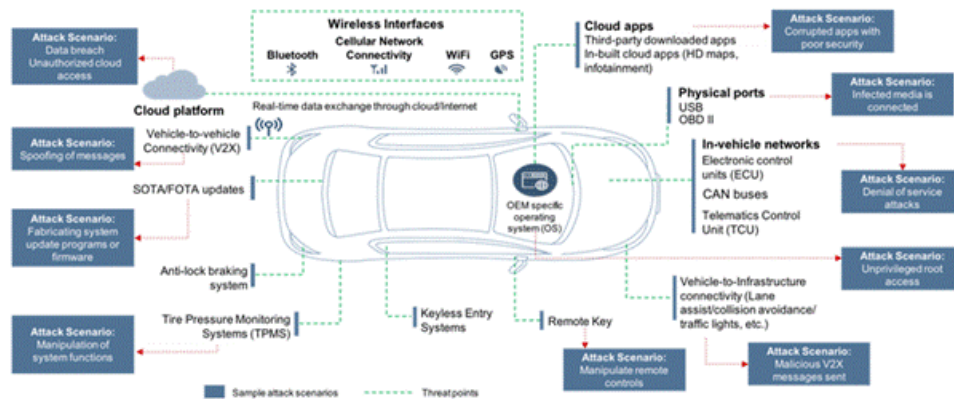 Attack Scenario:
Data breach
Unauthorized cloud
access
Cloud platform
Wireless Interfaces
Bluetooth
Cellular Network
Connectivity
WiFi
GPS
Real-time data exchange through cloud/Internet
Cloud apps
Third-party downloaded apps
In-built cloud apps (HD maps,
infotainment)
Attack Scenario:
Corrupted apps with
poor security
Physical ports
USB
OBD II
Attack Scenario:
Infected media is
connected
Vehicle-to-vehicle
Connectivity (V2X)
Attack Scenario:
Spoofing of messages
In-vehicle networks
Electronic control
units (ECU)
CAN buses
Telematics Control
Unit (TCU)
Attack Scenario:
Denial of service
attacks
SOTA/FOTA updates
OEM specific
operating
system (OS)
Attack Scenario:
Fabricating system
update programs or
firmware
Attack Scenario:
Unprivileged root
access
Anti-lock braking
system
Tire Pressure Monitoring
Systems (TPMS)
Attack Scenario:
Manipulation of
system functions
Keyless Entry
Systems
Remote Key
Attack Scenario:
Manipulate remote
controls
Vehicle-to-Infrastructure
connectivity (Lane
assist/collision avoidance/
traffic lights, etc.)
Attack Scenario:
Malicious V2X
messages sent
Sample attack scenarios
Threat points